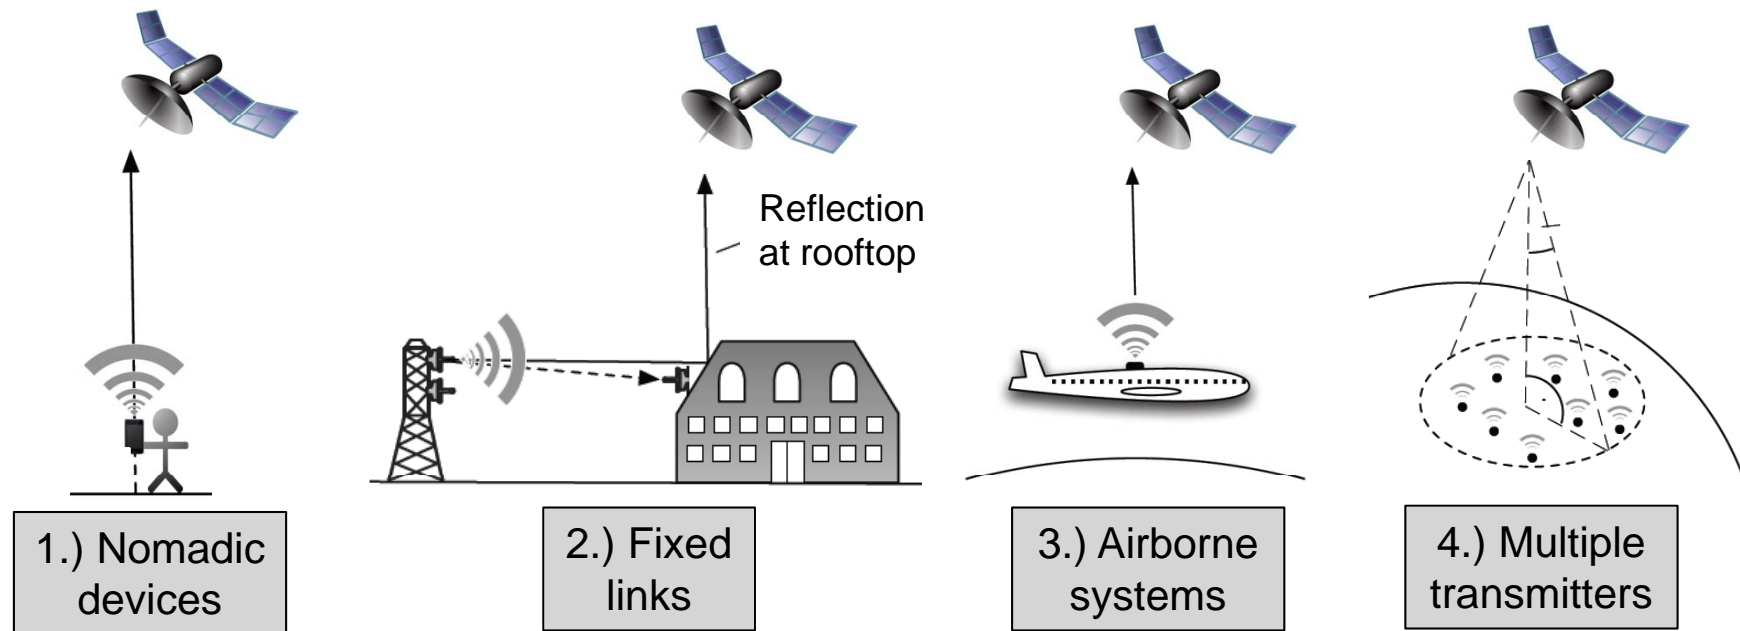 Reflection
at rooftop
1.) Nomadic
devices
2.) Fixed
links
3.) Airborne
systems
4.) Multiple
transmitters